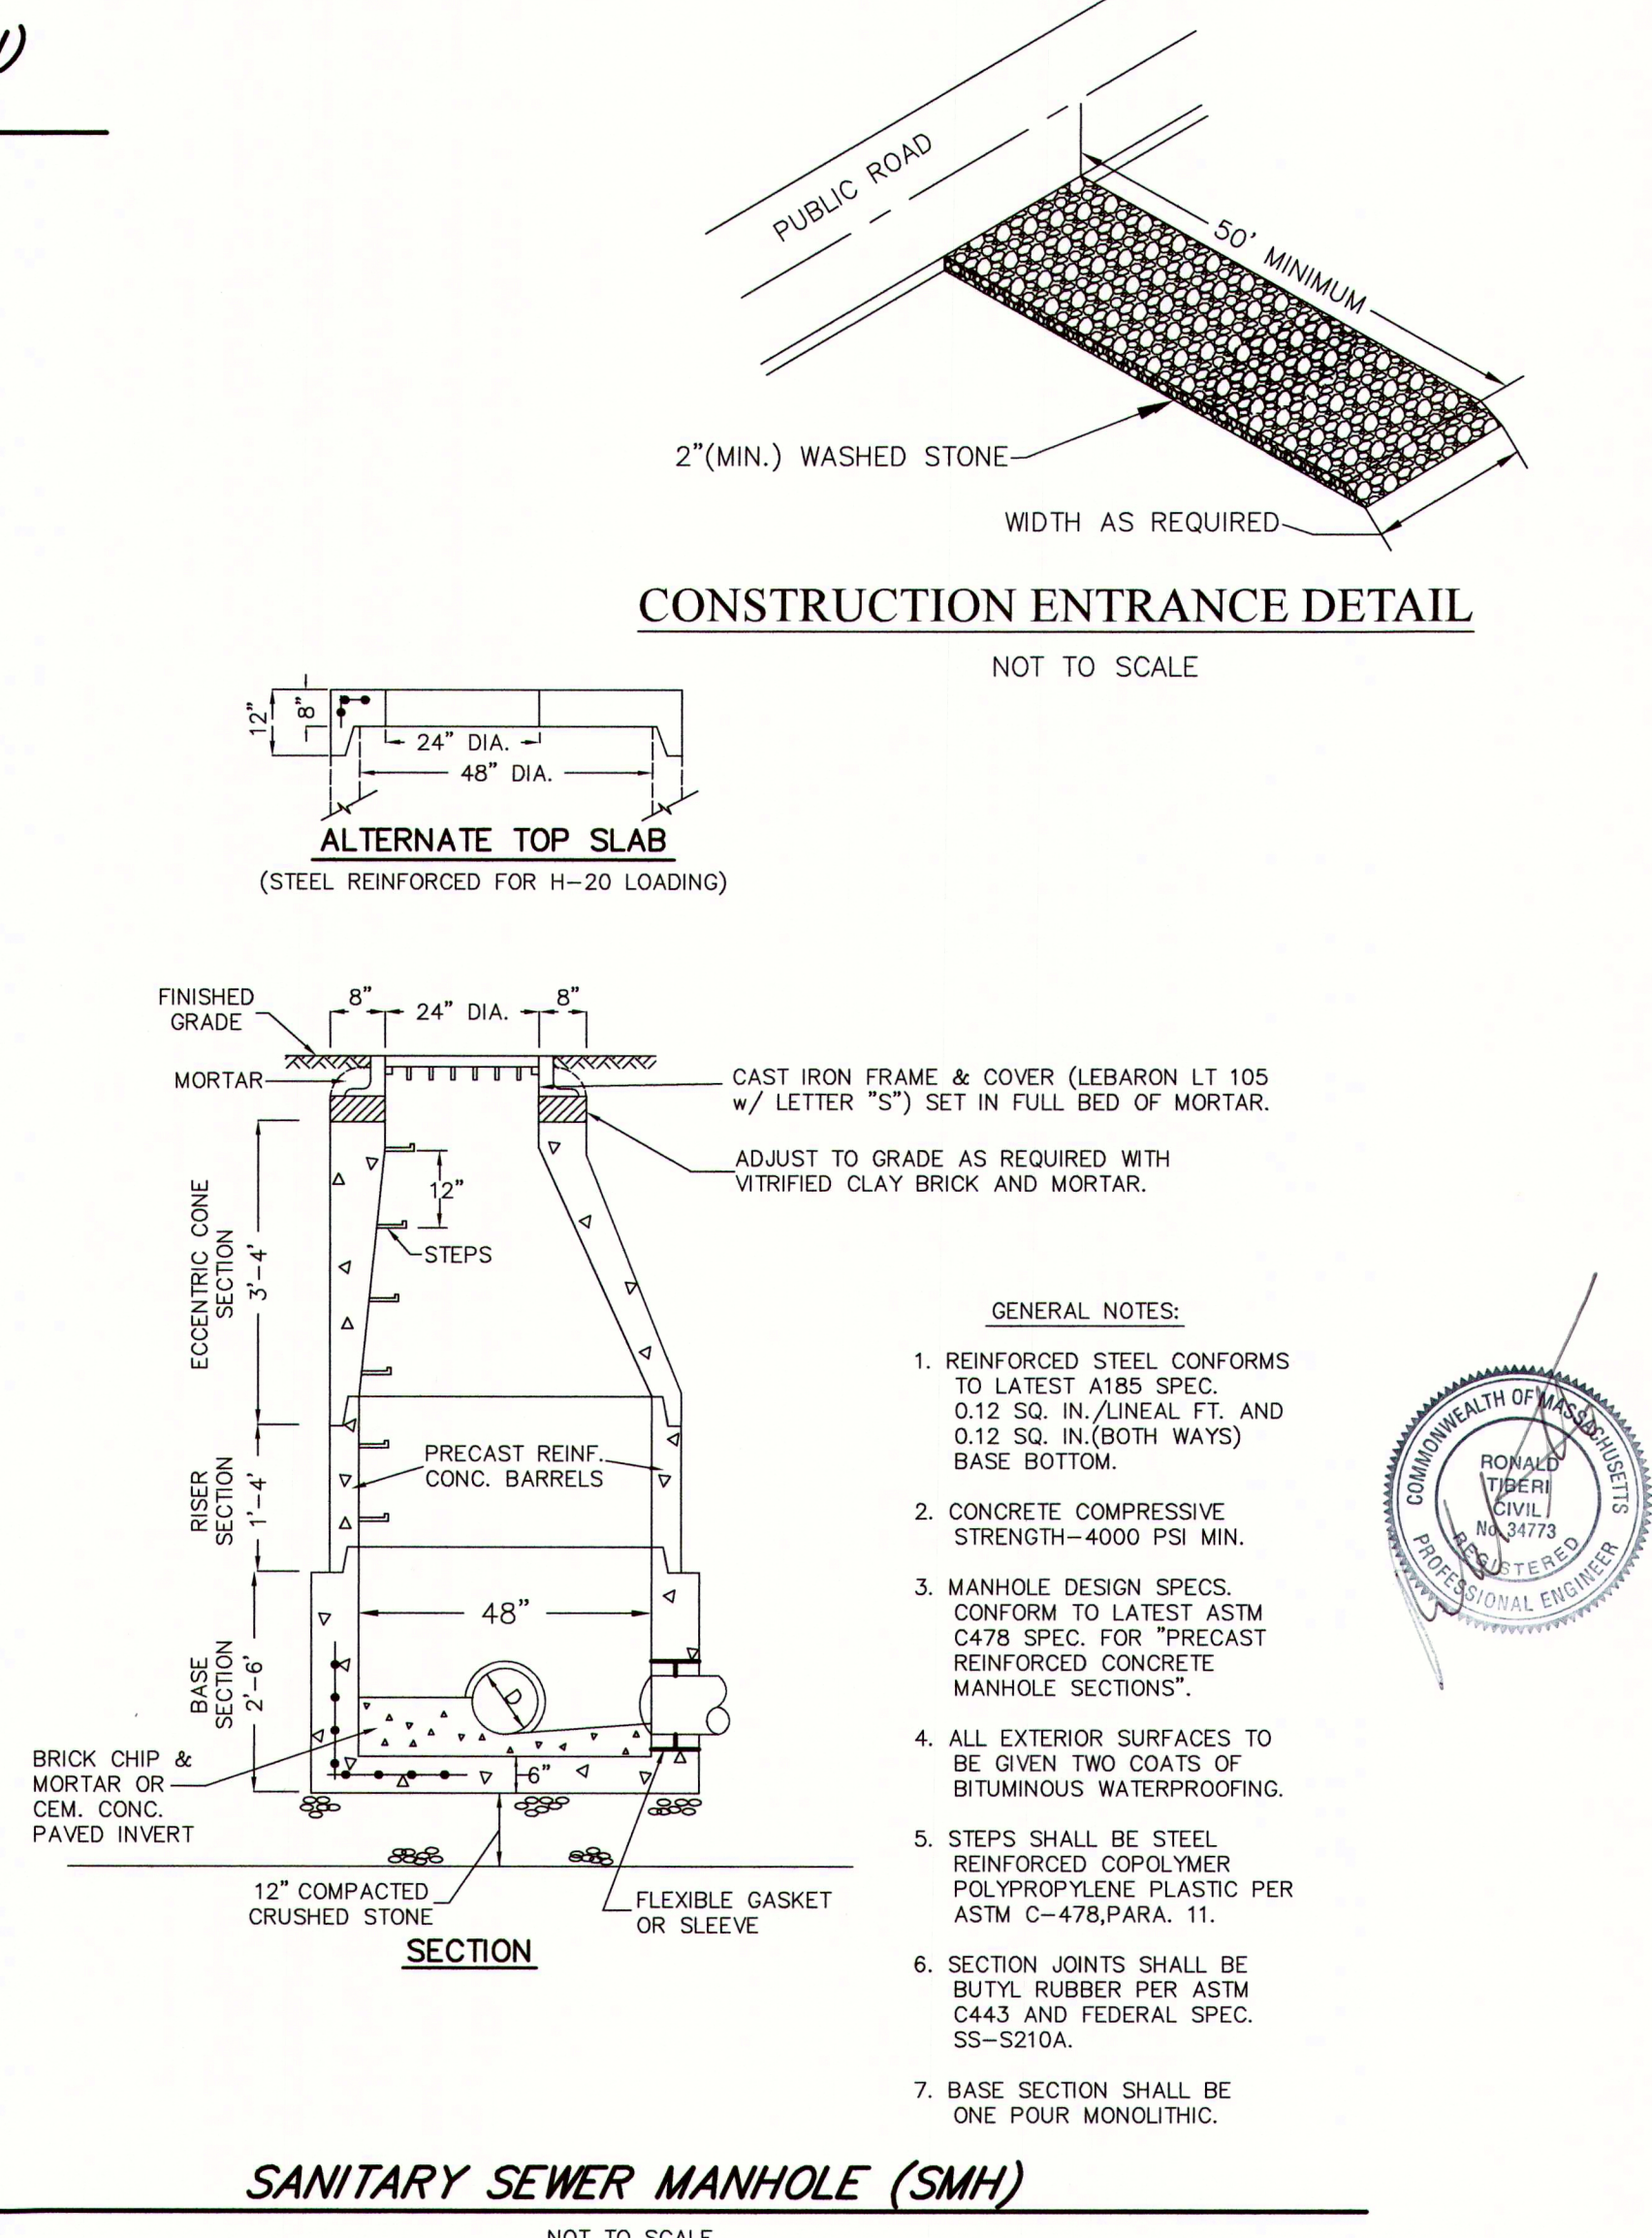 PUBLIC ROAD
50' MINIMUM
2"(MIN.) WASHED STONE
WIDTH AS REQUIRED
CONSTRUCTION ENTRANCE DETAIL
NOT TO SCALE
12"
8"
24" DIA.
48" DIA.
ALTERNATE TOP SLAB
(STEEL REINFORCED FOR H-20 LOADING)
FINISHED
GRADE
8"
24" DIA.
8"
MORTAR
CAST IRON FRAME & COVER (LEBARON LT 105
w/ LETTER "S") SET IN FULL BED OF MORTAR.
ADJUST TO GRADE AS REQUIRED WITH
VITRIFIED CLAY BRICK AND MORTAR.
12"
STEPS
ECCENTRIC CONE
SECTION
3'-4'
PRECAST REINF.
CONC. BARRELS
RISER
SECTION
1'-4'
48"
BASE
SECTION
2'-6'
D
6"
BRICK CHIP &
MORTAR OR
CEM. CONC.
PAVED INVERT
12" COMPACTED
CRUSHED STONE
FLEXIBLE GASKET
OR SLEEVE
SECTION
GENERAL NOTES:
1. REINFORCED STEEL CONFORMS
TO LATEST A185 SPEC.
0.12 SQ. IN./LINEAL FT. AND
0.12 SQ. IN.(BOTH WAYS)
BASE BOTTOM.
2. CONCRETE COMPRESSIVE
STRENGTH-4000 PSI MIN.
3. MANHOLE DESIGN SPECS.
CONFORM TO LATEST ASTM
C478 SPEC. FOR "PRECAST
REINFORCED CONCRETE
MANHOLE SECTIONS".
4. ALL EXTERIOR SURFACES TO
BE GIVEN TWO COATS OF
BITUMINOUS WATERPROOFING.
5. STEPS SHALL BE STEEL
REINFORCED COPOLYMER
POLYPROPYLENE PLASTIC PER
ASTM C-478,PARA. 11.
6. SECTION JOINTS SHALL BE
BUTYL RUBBER PER ASTM
C443 AND FEDERAL SPEC.
SS-S210A.
7. BASE SECTION SHALL BE
ONE POUR MONOLITHIC.
COMMONWEALTH OF MASSACHUSETTS
RONALD
TIBERI
CIVIL
No. 34773
REGISTERED
PROFESSIONAL ENGINEER
SANITARY SEWER MANHOLE (SMH)
NOT TO SCALE